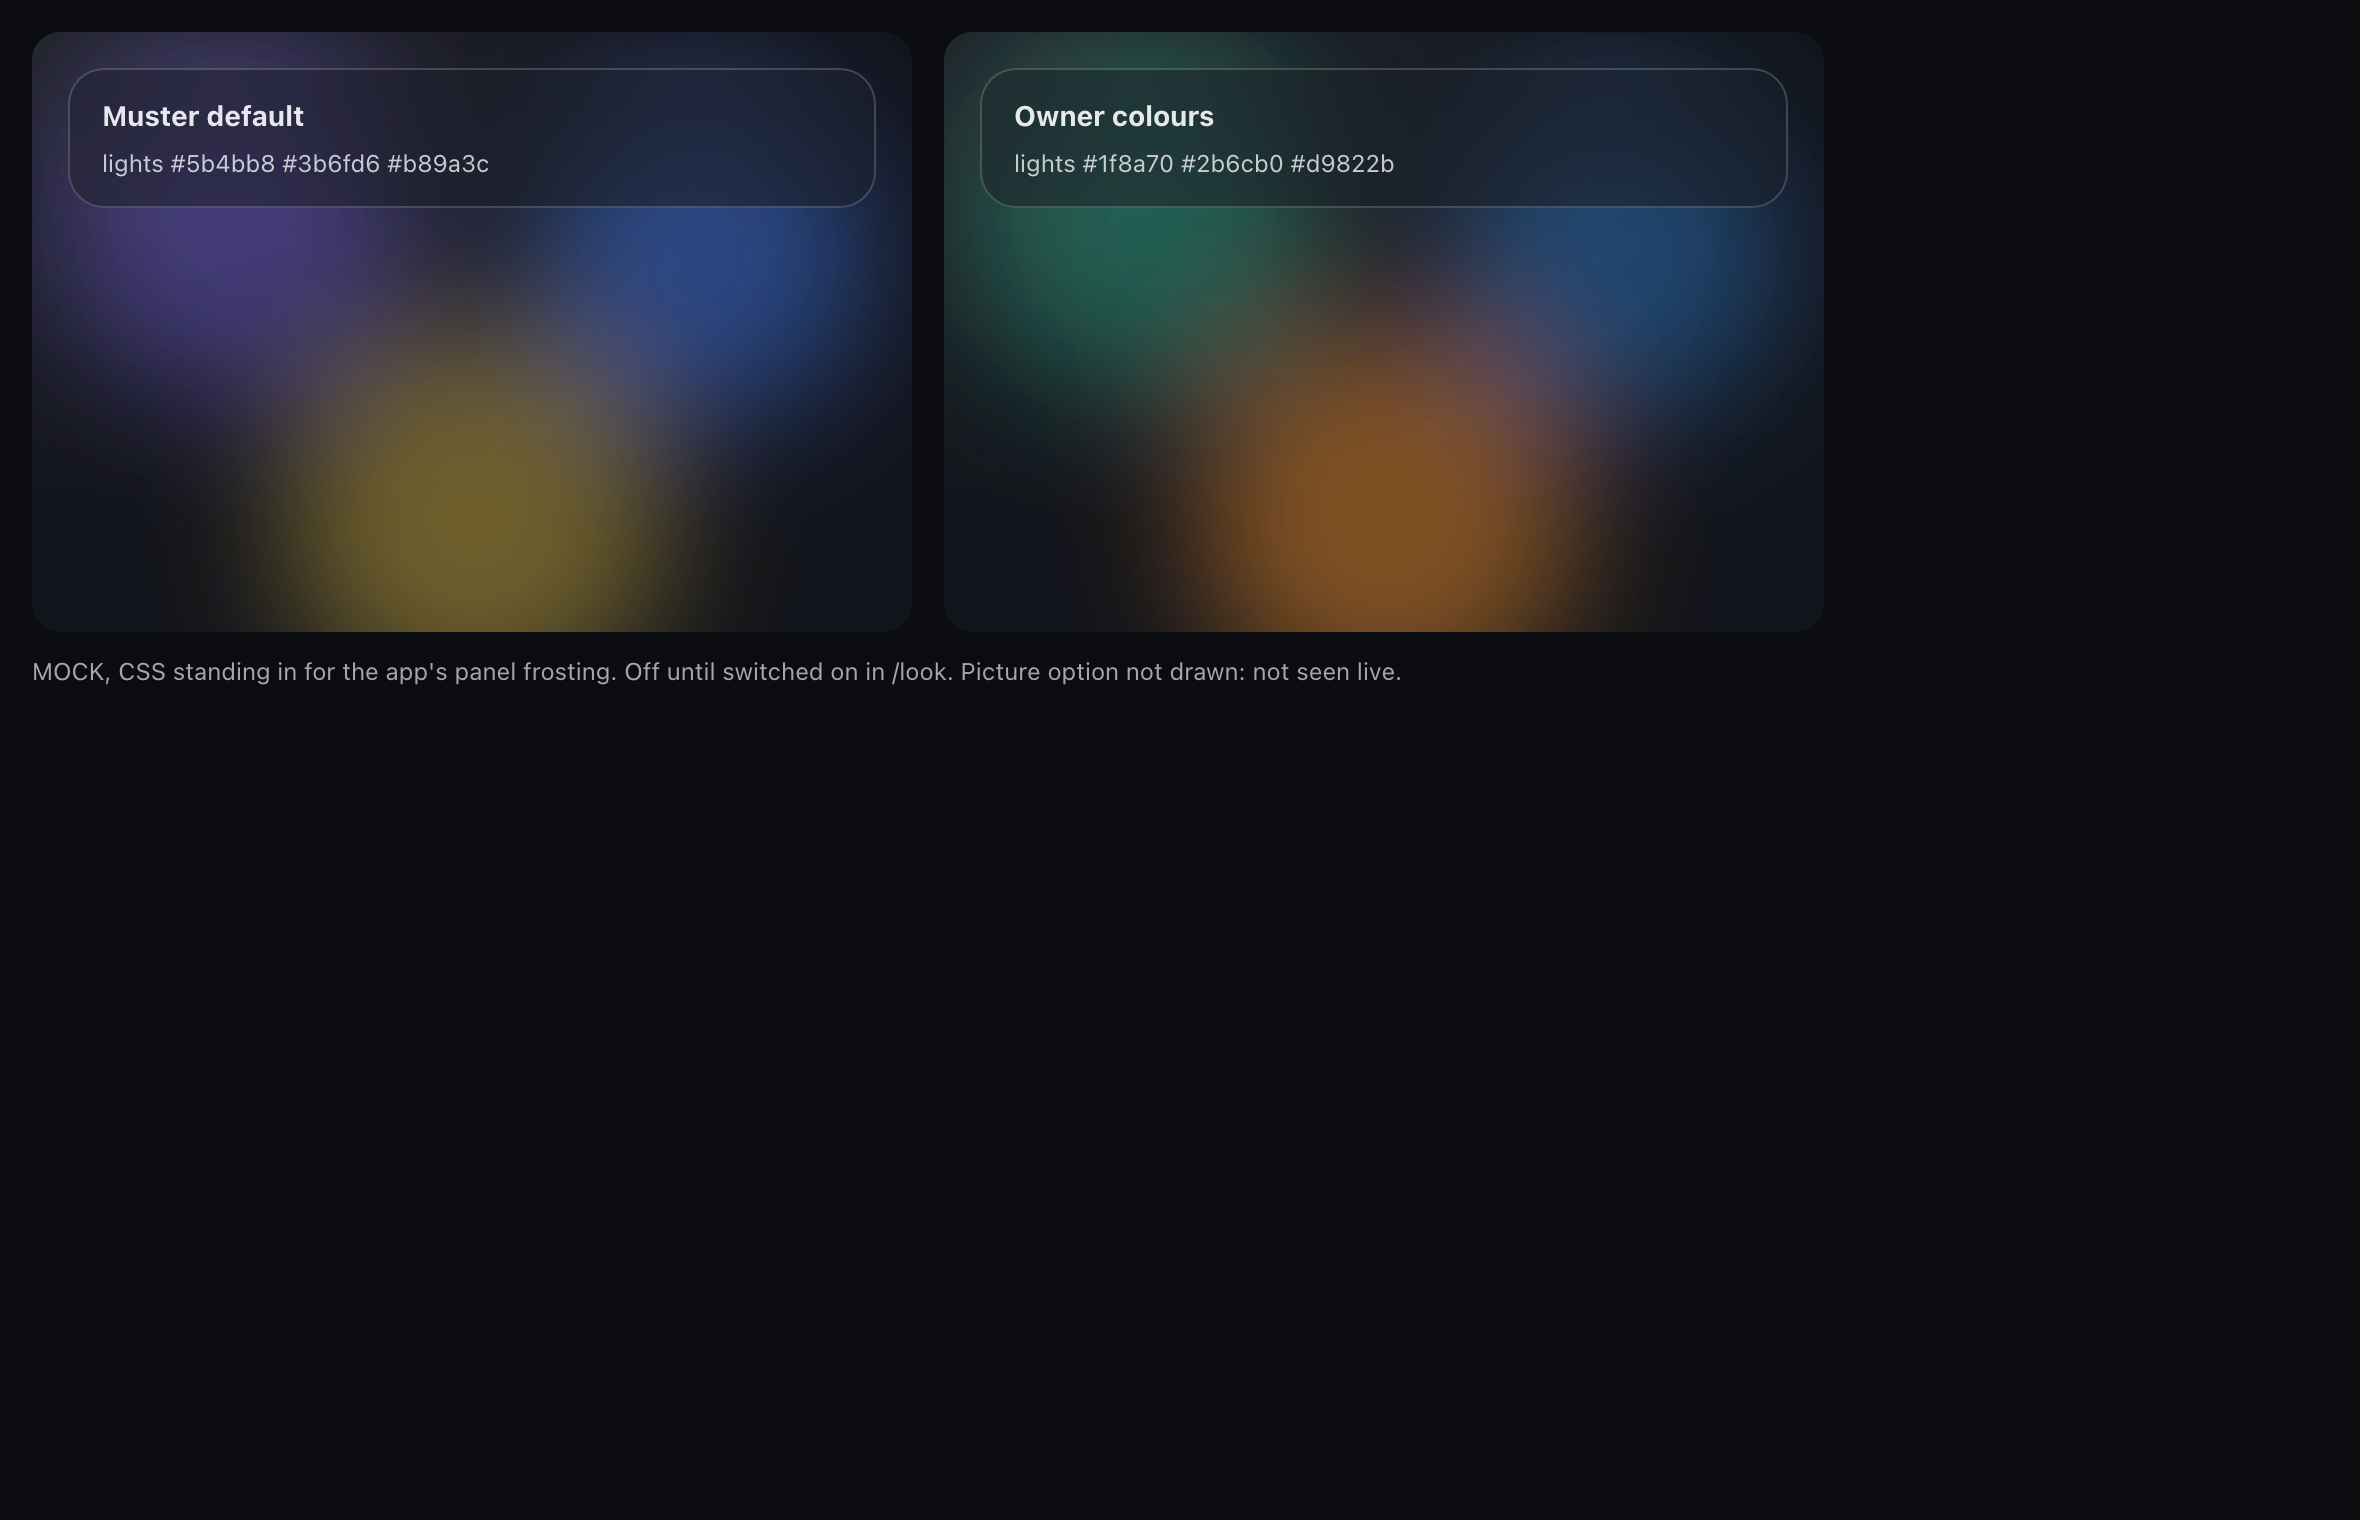 Muster default
lights #5b4bb8 #3b6fd6 #b89a3c
Owner colours
lights #1f8a70 #2b6cb0 #d9822b
MOCK, CSS standing in for the app's panel frosting. Off until switched on in /look. Picture option not drawn: not seen live.